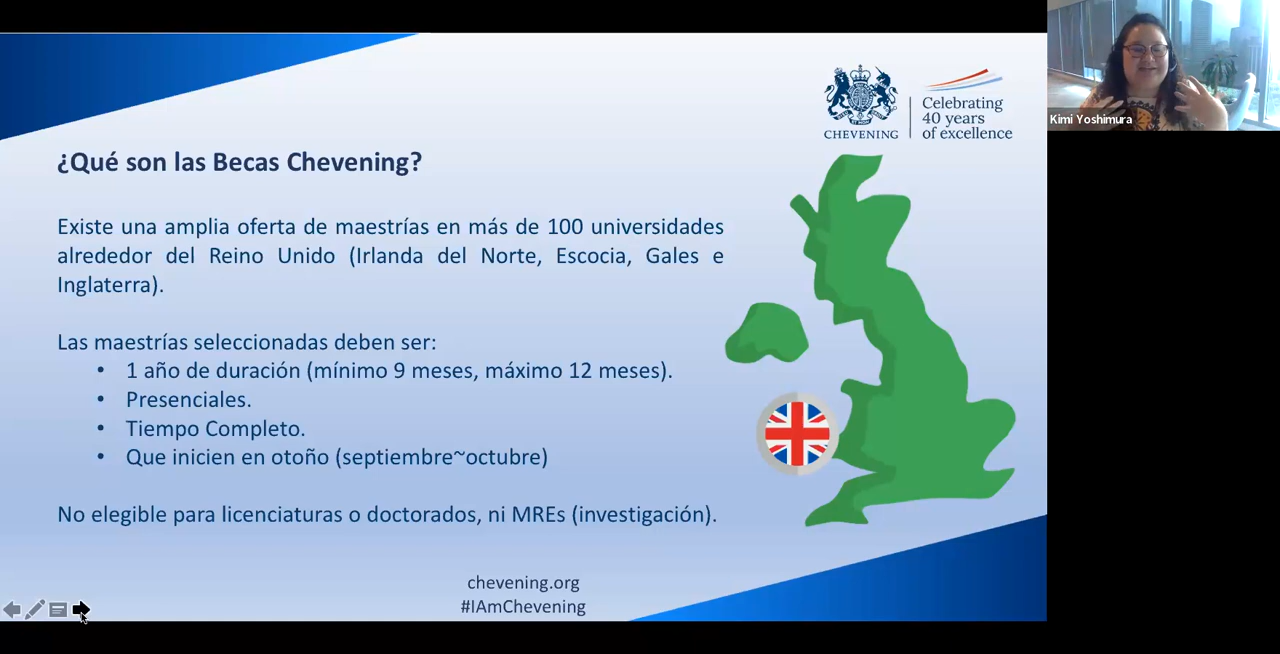 CHEVENING
Celebrating
40 years
of excellence
Kimi Yoshimura
¿Qué son las Becas Chevening?
Existe una amplia oferta de maestrías en más de 100 universidades
alrededor del Reino Unido (Irlanda del Norte, Escocia, Gales e
Inglaterra).
Las maestrías seleccionadas deben ser:
• 1 año de duración (mínimo 9 meses, máximo 12 meses).
• Presenciales.
• Tiempo Completo.
• Que inicien en otoño (septiembre~octubre)
No elegible para licenciaturas o doctorados, ni MREs (investigación).
chevening.org
#IAmChevening